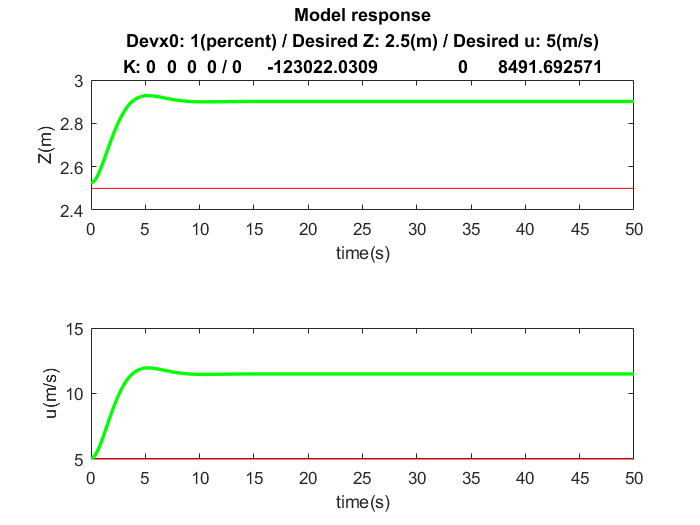 Model response
Devx0: 1(percent) / Desired Z: 2.5(m) / Desired u: 5(m/s)
K: 0 0 0 0 / 0 -123022.0309 0 8491.692571
3
2.8
2.6
2.4
Z(m)
0 5 10 15 20 25 30 35 40 45 50
time(s)
15
10
5
u(m/s)
0 5 10 15 20 25 30 35 40 45 50
time(s)